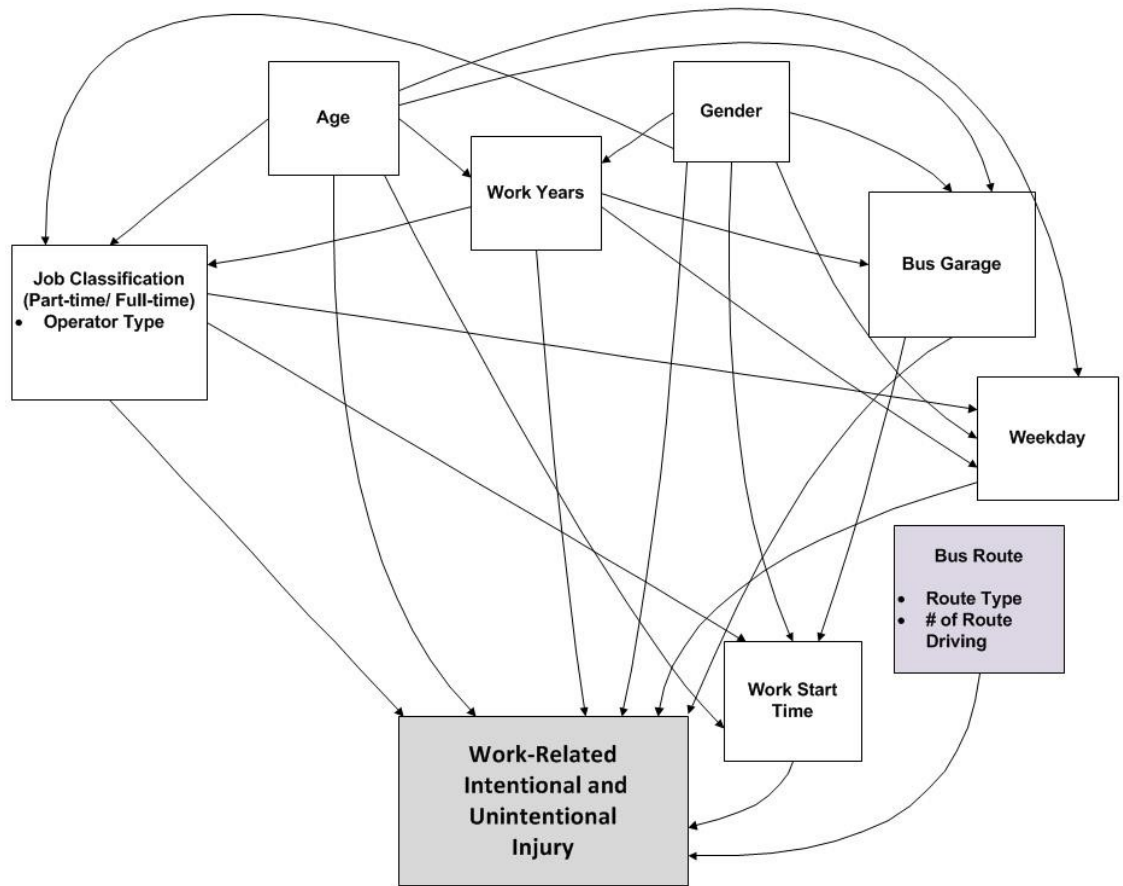 Age
Gender
Work Years
Bus Garage
Job Classification
(Part-time/ Full-time)
• Operator Type
Weekday
Bus Route
• Route Type
• # of Route
Driving
Work Start
Time
Work-Related
Intentional and
Unintentional
Injury